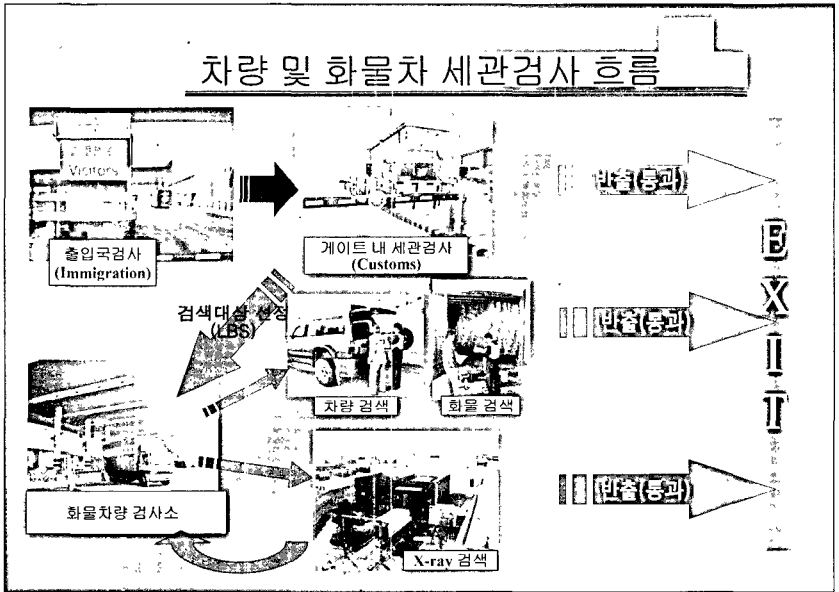 차량 및 화물차 세관검사 흐름
Visitors
출입국검사
(Immigration)
게이트 내 세관검사
(Customs)
반출(통과)
검색대상 선정
(LBS)
차량 검색
화물 검색
반출(통과)
EXIT
화물차량 검사소
X-ray 검색
반출(통과)